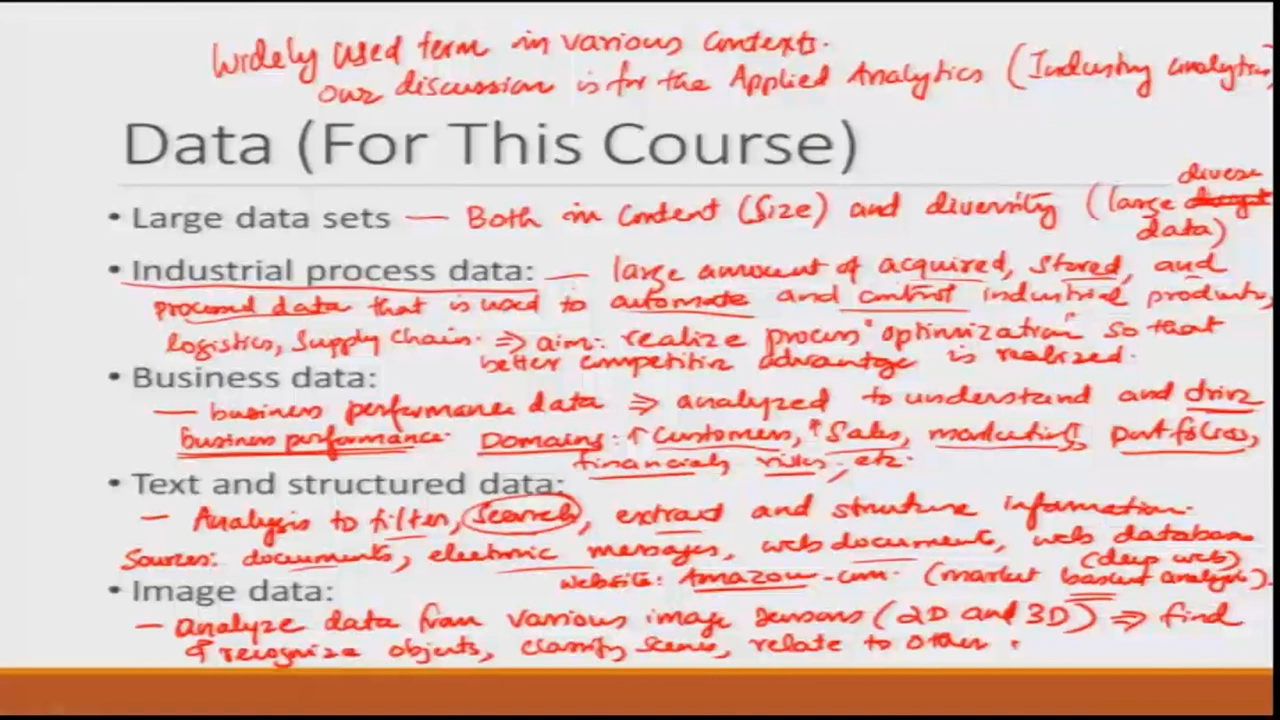 Widely used term in various contexts.
our discussion is for the Applied Analytics (Industry analytics
Data (For This Course)
diverse
• Large data sets — Both in content (size) and diversity (large
data)
• Industrial process data: — large amount of acquired, stored, and
processed data that is used to automate and control industrial products,
logistics, supply chain. ⇒ aim: realize process "optimization" so that
better competitive advantage is realized.
• Business data:
— business performance data ⇒ analyzed to understand and drive
business performance. Domains: ↑ customers, ↑ sales, marketing, portfolios,
financials, risks, etc.
• Text and structured data:
— Analysis to filter, search, extract and structure information.
Sources: documents, electronic messages, web documents, web databases
(deep web)
website: Amazon.com. (market basket analysis).
• Image data:
— analyze data from various image sensors (2D and 3D) ⇒ find
& recognize objects, classify scenes, relate to other